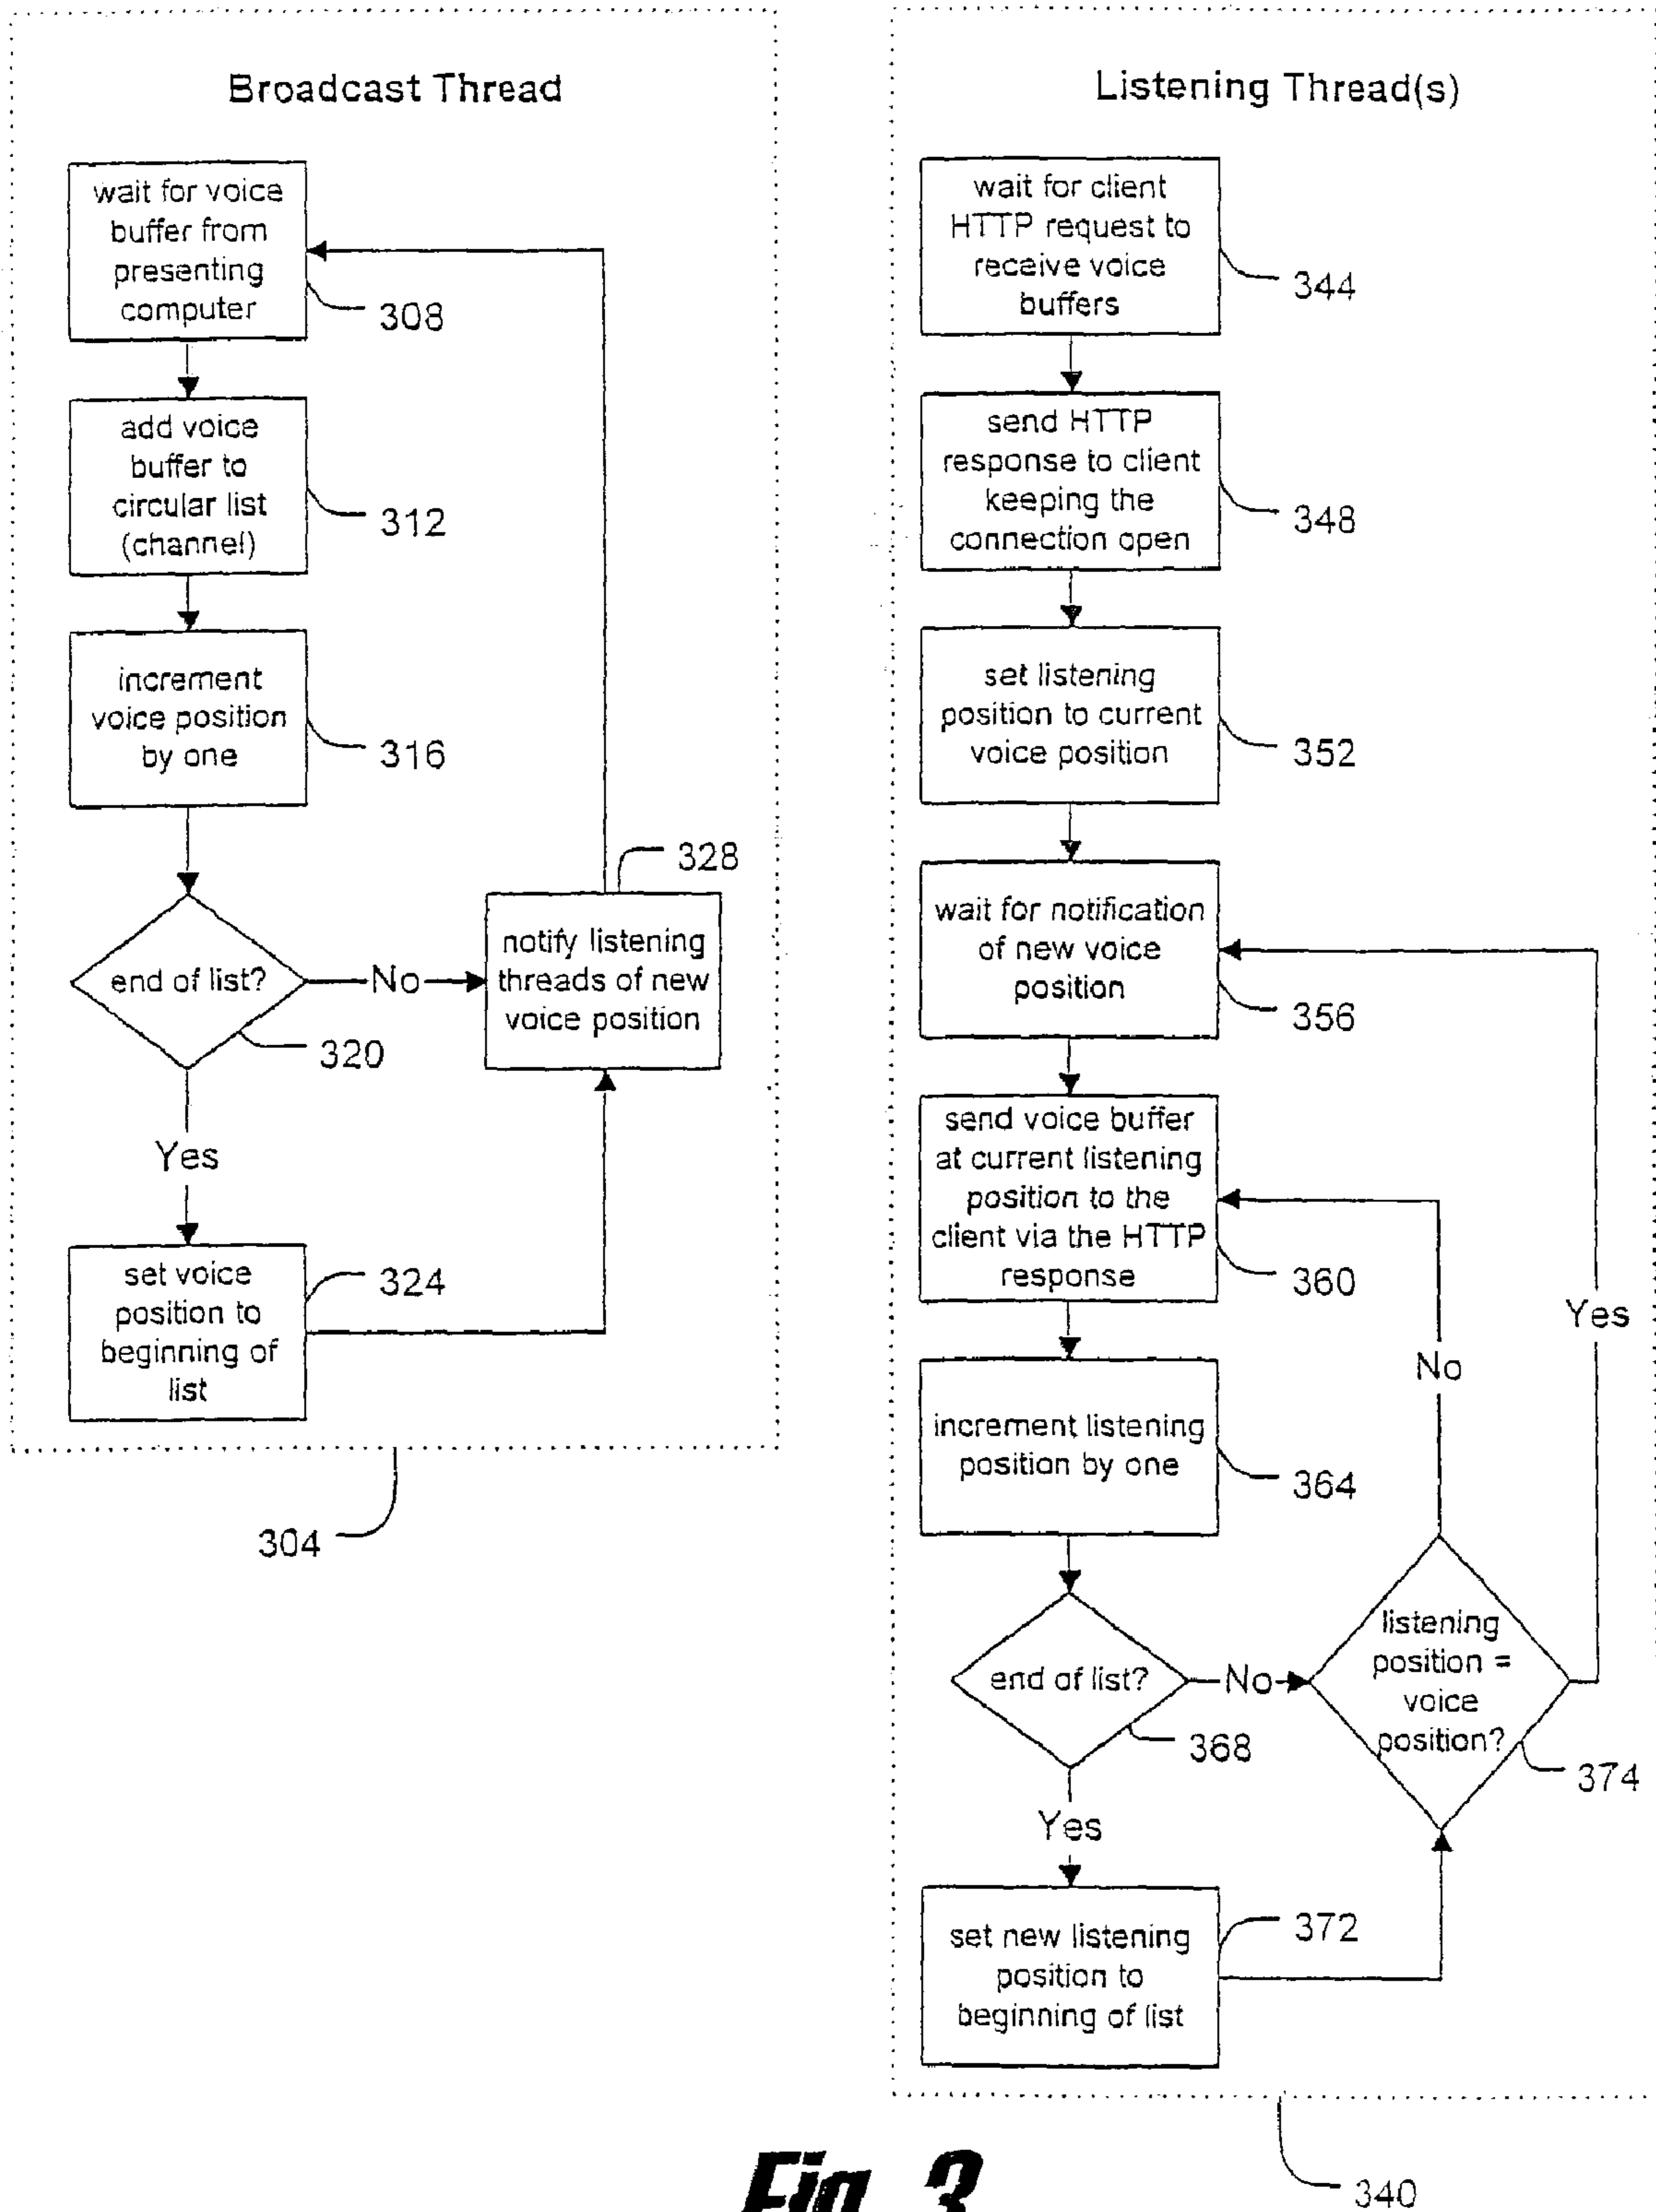 Broadcast Thread
wait for voice
buffer from
presenting
computer
308
add voice
buffer to
circular list
(channel)
312
increment
voice position
by one
316
end of list?
320
No
328
notify listening
threads of new
voice position
Yes
set voice
position to
beginning of
list
324
304
Listening Thread(s)
wait for client
HTTP request to
receive voice
buffers
344
send HTTP
response to client
keeping the
connection open
348
set listening
position to current
voice position
352
wait for notification
of new voice
position
356
send voice buffer
at current listening
position to the
client via the HTTP
response
360
increment listening
position by one
364
end of list?
368
No
listening
position =
voice
position?
374
No
Yes
Yes
set new listening
position to
beginning of list
372
340
Fig. 3